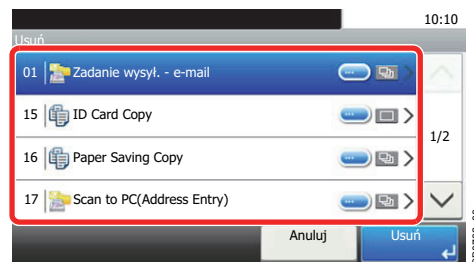 10:10
Usuń
01 Zadanie wysył. - e-mail
15 ID Card Copy
16 Paper Saving Copy
1/2
17 Scan to PC(Address Entry)
Anuluj Usuń